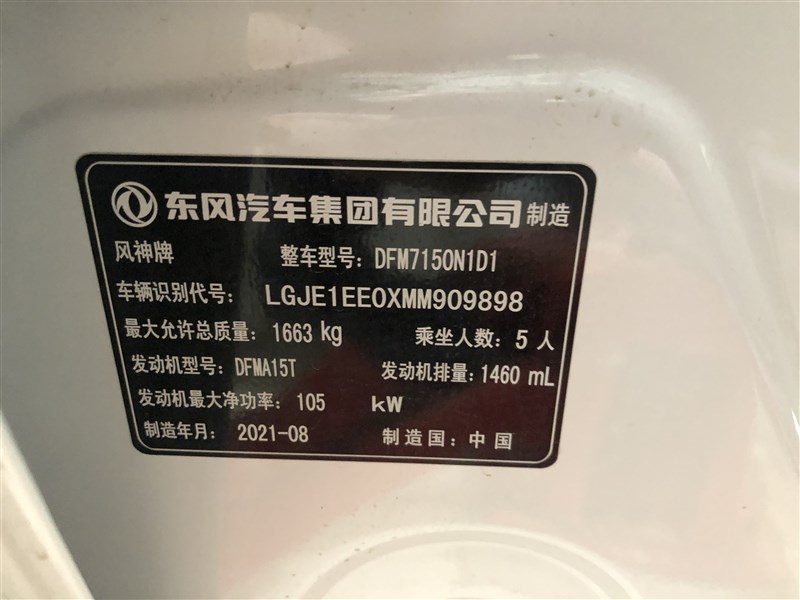 东风汽车集团有限公司 制造
风神牌 整车型号: DFM7150N1D1
车辆识别代号: LGJE1EE0XMM909898
最大允许总质量: 1663 kg 乘坐人数: 5 人
发动机型号: DFMA15T 发动机排量: 1460 mL
发动机最大净功率: 105 kW
制造年月: 2021-08 制造国: 中国